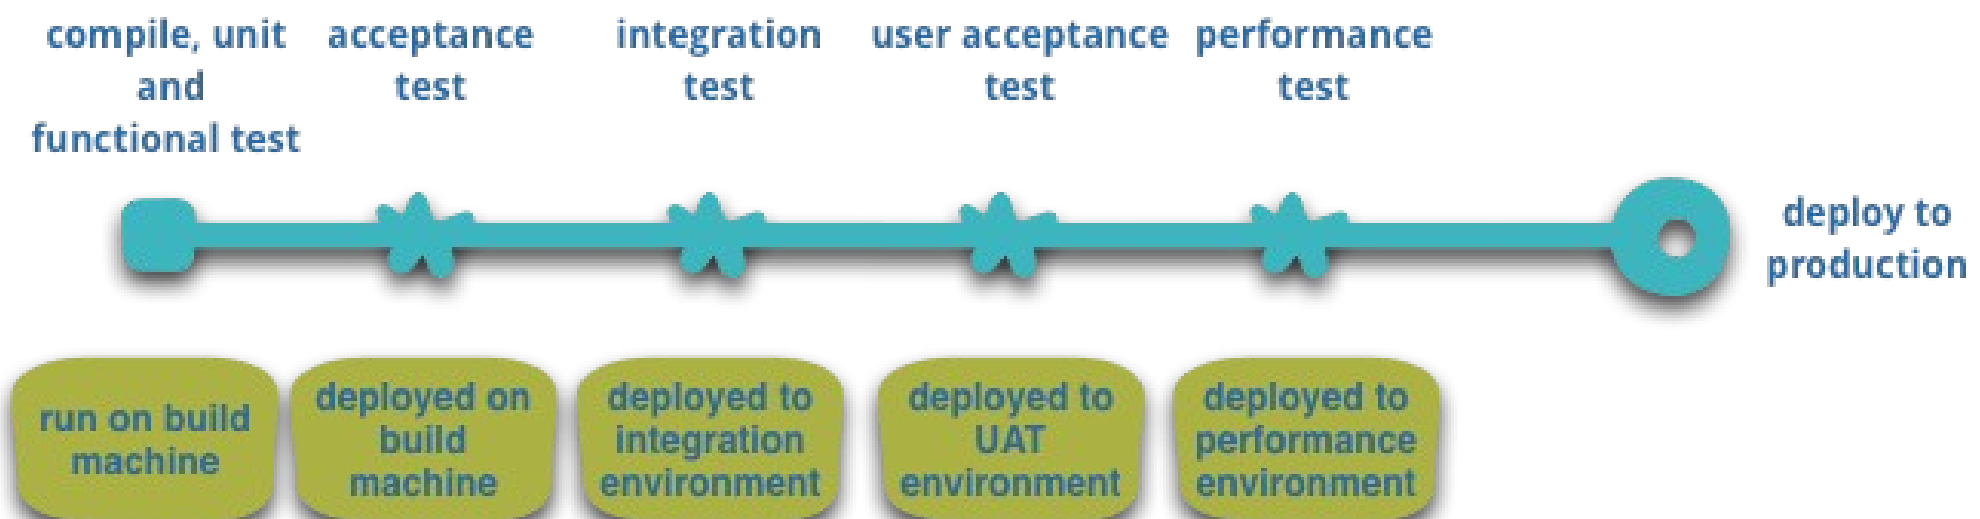 compile, unit
and
functional test
acceptance
test
integration
test
user acceptance
test
performance
test
deploy to
production
run on build
machine
deployed on
build
machine
deployed to
integration
environment
deployed to
UAT
environment
deployed to
performance
environment